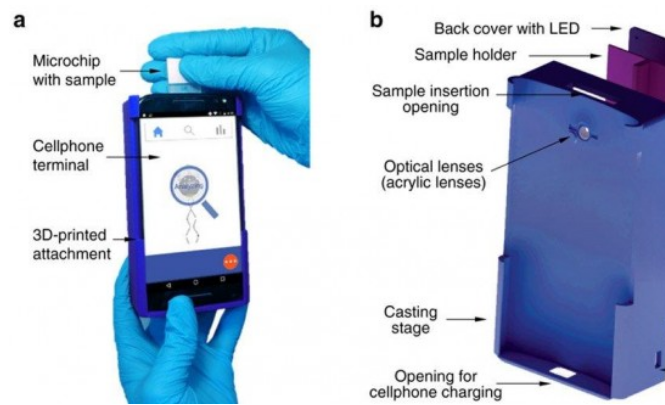 a
Microchip
with sample
Cellphone
terminal
Analyzing
3D-printed
attachment
b
Back cover with LED
Sample holder
Sample insertion
opening
Optical lenses
(acrylic lenses)
Casting
stage
Opening for
cellphone charging